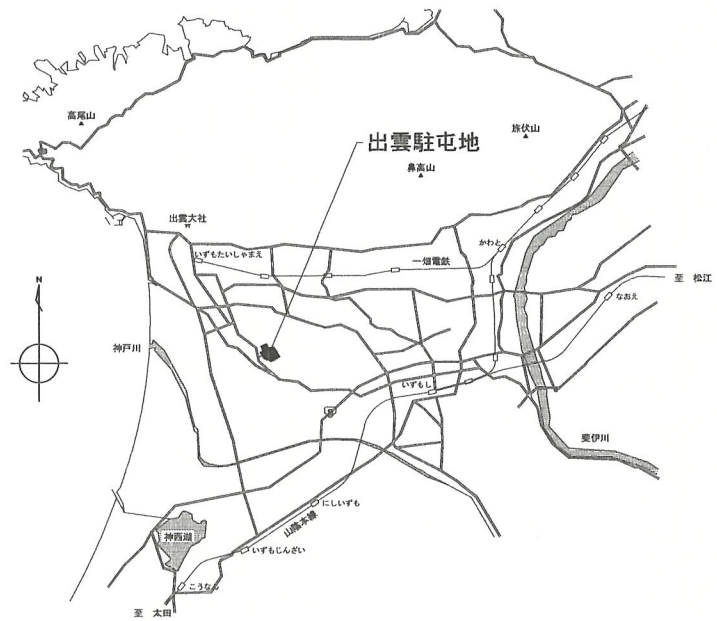 高尾山
旅伏山
出雲駐屯地
鼻高山
出雲大社
かわと
いずもたいしゃまえ
一畑電鉄
至 松江
なおえ
N
神戸川
いずもし
斐伊川
にしいずも
山陰本線
神西湖
いずもじんざい
こうなん
至 太田